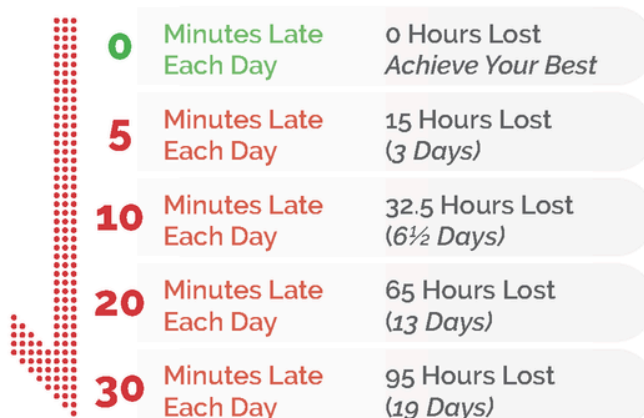 0 Minutes Late Each Day 0 Hours Lost
Achieve Your Best
5 Minutes Late Each Day 15 Hours Lost
(3 Days)
10 Minutes Late Each Day 32.5 Hours Lost
(6½ Days)
20 Minutes Late Each Day 65 Hours Lost
(13 Days)
30 Minutes Late Each Day 95 Hours Lost
(19 Days)